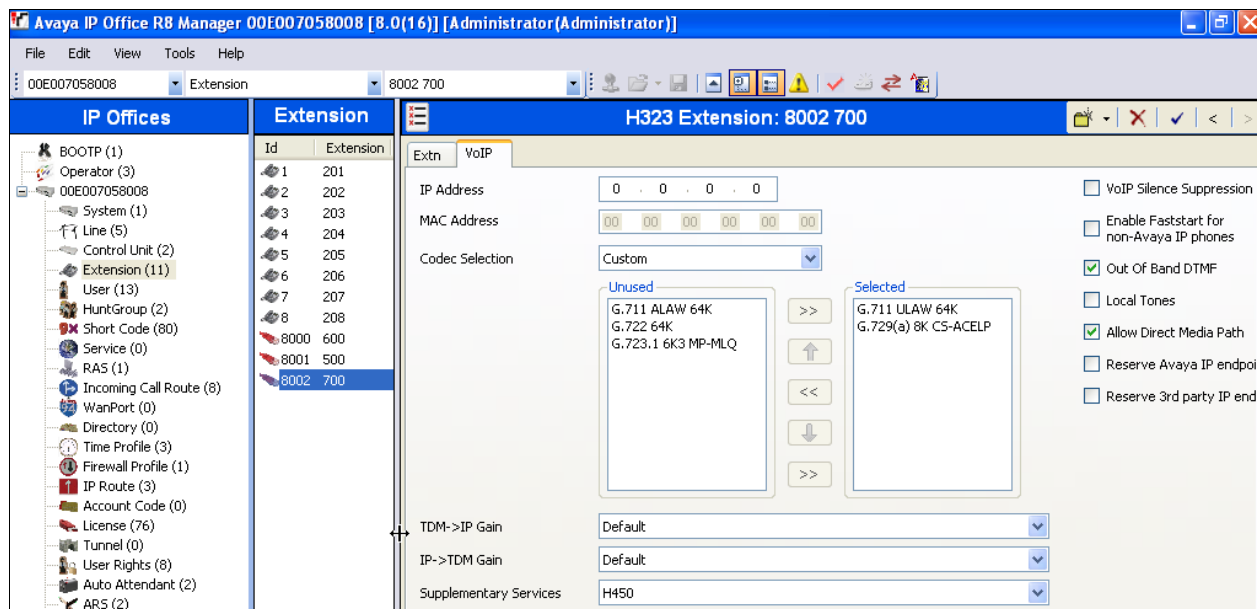 Avaya IP Office R8 Manager 00E007058008 [8.0(16)] [Administrator(Administrator)]
File Edit View Tools Help
00E007058008 Extension 8002 700
IP Offices
BOOTP (1)
Operator (3)
00E007058008
System (1)
Line (5)
Control Unit (2)
Extension (11)
User (13)
HuntGroup (2)
Short Code (80)
Service (0)
RAS (1)
Incoming Call Route (8)
WanPort (0)
Directory (0)
Time Profile (3)
Firewall Profile (1)
IP Route (3)
Account Code (0)
License (76)
Tunnel (0)
User Rights (8)
Auto Attendant (2)
ARS (2)
Extension
Id Extension
1 201
2 202
3 203
4 204
5 205
6 206
7 207
8 208
8000 600
8001 500
8002 700
H323 Extension: 8002 700
Extn VoIP
IP Address 0 . 0 . 0 . 0
MAC Address 00 00 00 00 00 00
Codec Selection Custom
Unused
G.711 ALAW 64K
G.722 64K
G.723.1 6K3 MP-MLQ
>>
<<
>>
Selected
G.711 ULAW 64K
G.729(a) 8K CS-ACELP
TDM->IP Gain Default
IP->TDM Gain Default
Supplementary Services H450
VoIP Silence Suppression
Enable Faststart for
non-Avaya IP phones
Out Of Band DTMF
Local Tones
Allow Direct Media Path
Reserve Avaya IP endpoi
Reserve 3rd party IP end